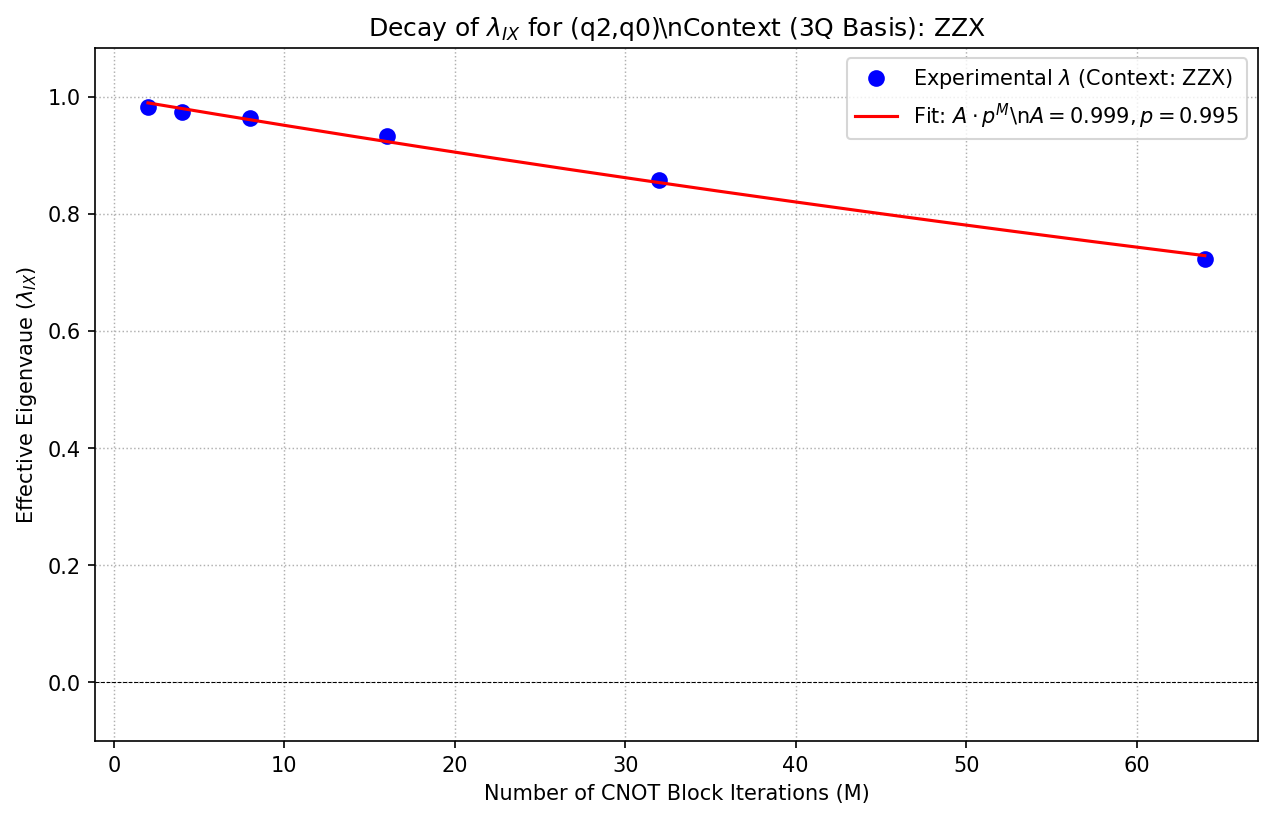 Decay of λ_IX for (q2,q0)\nContext (3Q Basis): ZZX
Experimental λ (Context: ZZX)
Fit: A · p^M\nA = 0.999, p = 0.995
Effective Eigenvaue (λ_IX)
1.0
0.8
0.6
0.4
0.2
0.0
0 10 20 30 40 50 60
Number of CNOT Block Iterations (M)